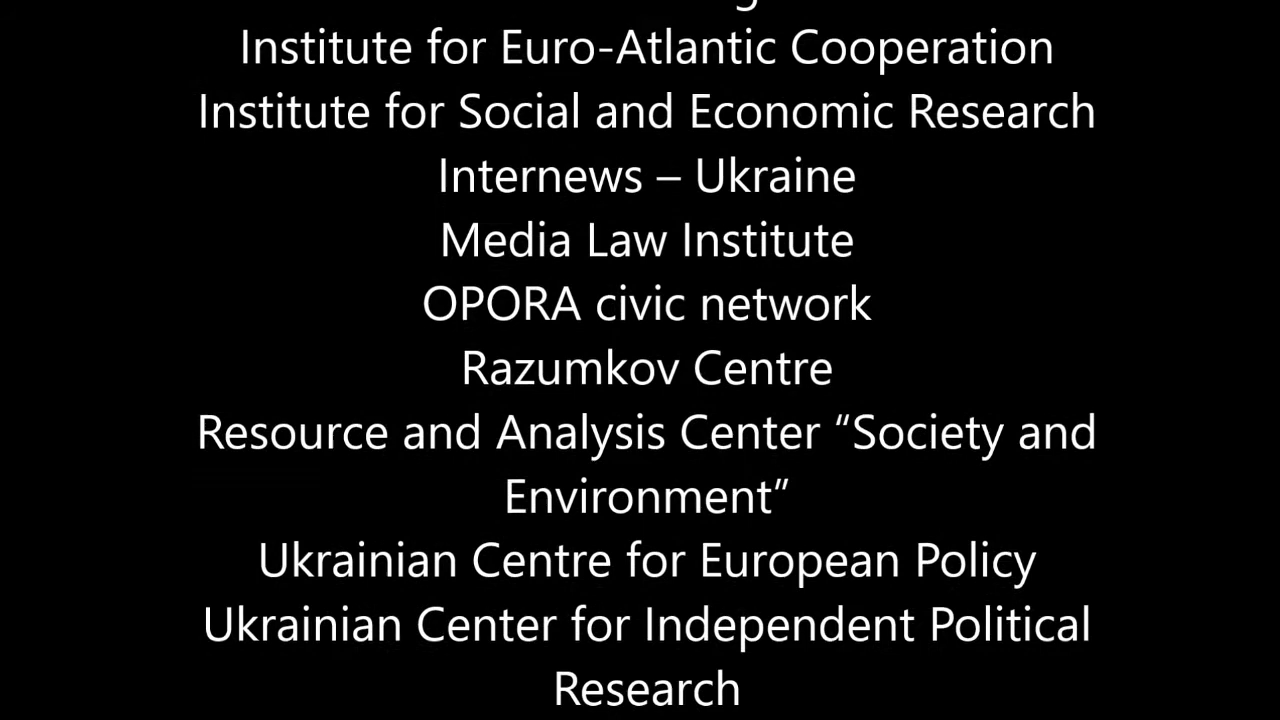 Institute for Euro-Atlantic Cooperation
Institute for Social and Economic Research
Internews – Ukraine
Media Law Institute
OPORA civic network
Razumkov Centre
Resource and Analysis Center “Society and
Environment”
Ukrainian Centre for European Policy
Ukrainian Center for Independent Political
Research